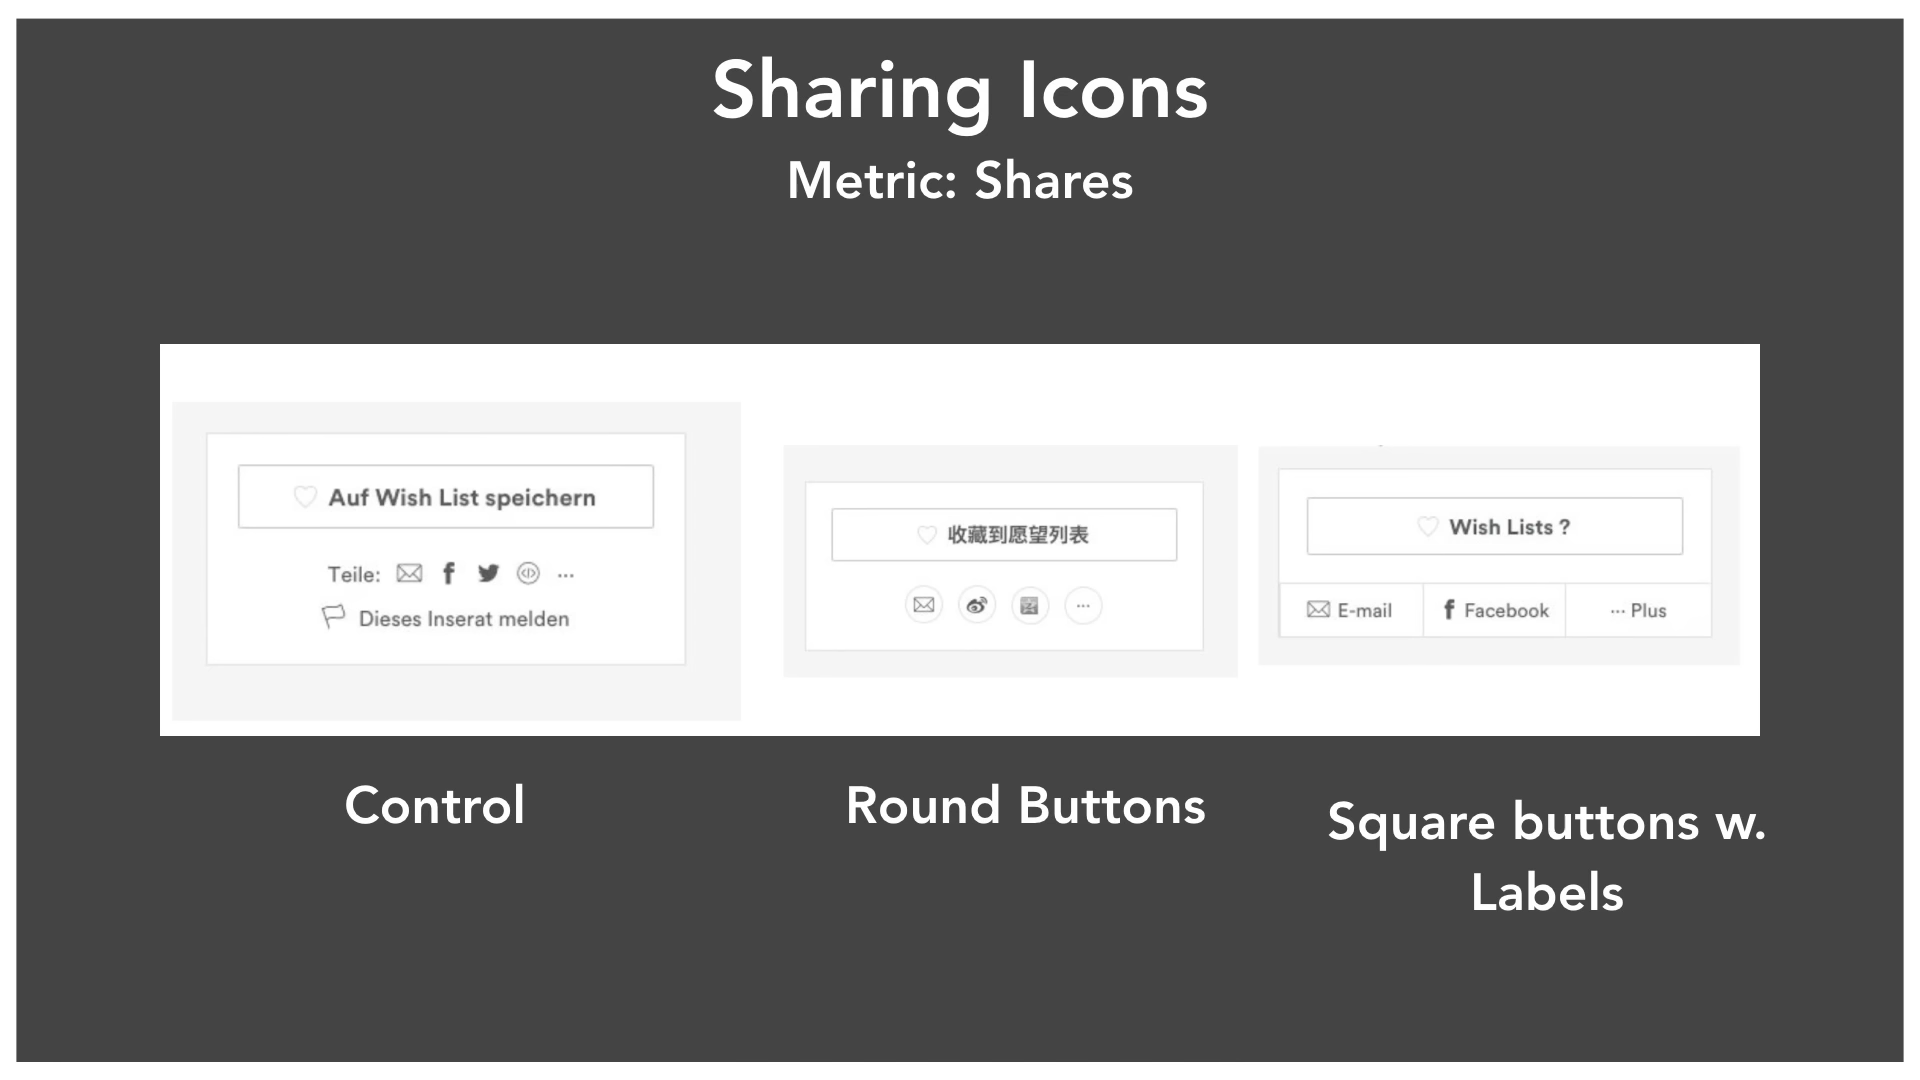 Sharing Icons
Metric: Shares
Auf Wish List speichern
Teile: f ...
Dieses Inserat melden
收藏到愿望列表
...
Wish Lists ?
E-mail
f Facebook
... Plus
Control
Round Buttons
Square buttons w.
Labels